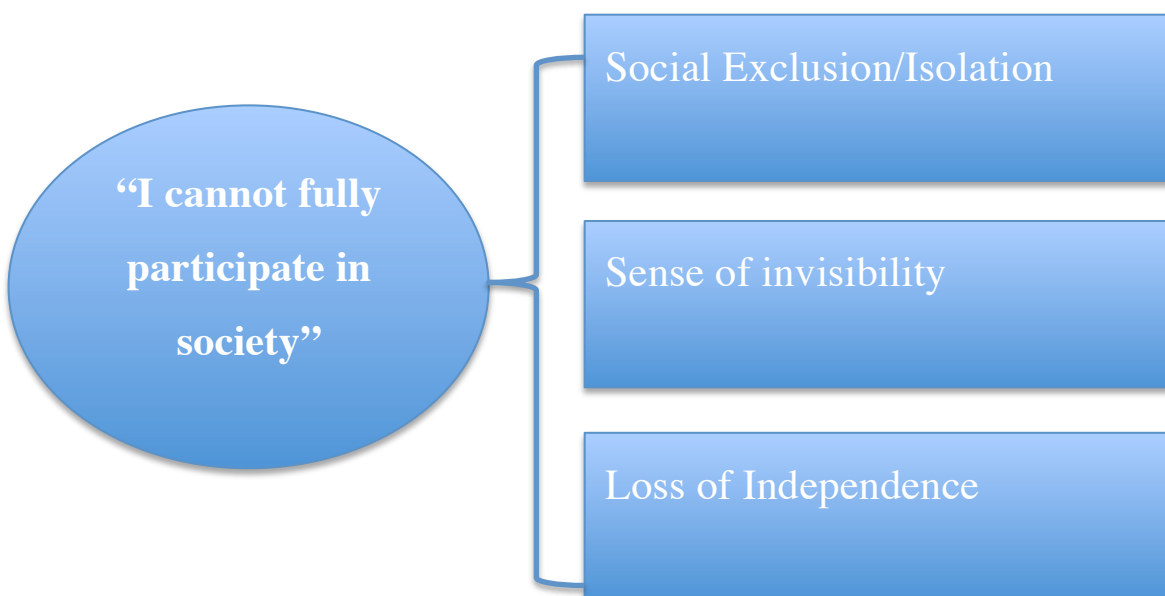 “I cannot fully
participate in
society”
Social Exclusion/Isolation
Sense of invisibility
Loss of Independence